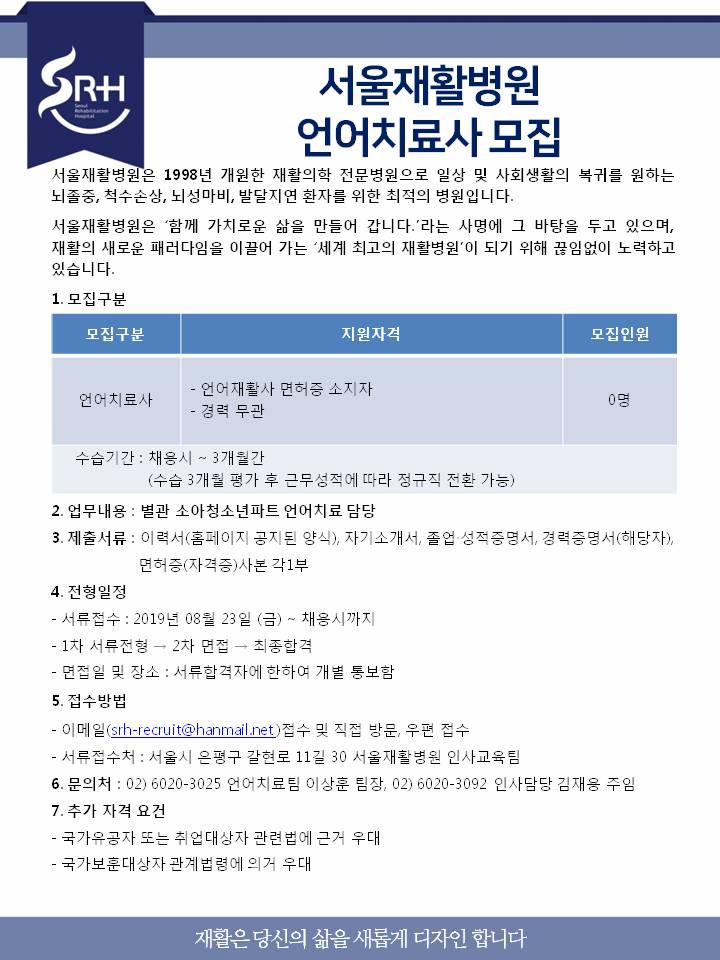 SRH
Seoul
Rehabilitation
Hospital
서울재활병원
언어치료사 모집
서울재활병원은 1998년 개원한 재활의학 전문병원으로 일상 및 사회생활의 복귀를 원하는
뇌졸중, 척수손상, 뇌성마비, 발달지연 환자를 위한 최적의 병원입니다.
서울재활병원은 ‘함께 가치로운 삶을 만들어 갑니다.’라는 사명에 그 바탕을 두고 있으며,
재활의 새로운 패러다임을 이끌어 가는 ‘세계 최고의 재활병원’이 되기 위해 끊임없이 노력하고
있습니다.
1. 모집구분
모집구분 지원자격 모집인원
언어치료사
- 언어재활사 면허증 소지자
- 경력 무관
0명
수습기간 : 채용시 ~ 3개월간
(수습 3개월 평가 후 근무성적에 따라 정규직 전환 가능)
2. 업무내용 : 별관 소아청소년파트 언어치료 담당
3. 제출서류 : 이력서(홈페이지 공지된 양식), 자기소개서, 졸업·성적증명서, 경력증명서(해당자),
면허증(자격증)사본 각1부
4. 전형일정
- 서류접수 : 2019년 08월 23일 (금) ~ 채용시까지
- 1차 서류전형 → 2차 면접 → 최종합격
- 면접일 및 장소 : 서류합격자에 한하여 개별 통보함
5. 접수방법
- 이메일(srh-recruit@hanmail.net )접수 및 직접 방문, 우편 접수
- 서류접수처 : 서울시 은평구 갈현로 11길 30 서울재활병원 인사교육팀
6. 문의처 : 02) 6020-3025 언어치료팀 이상훈 팀장, 02) 6020-3092 인사담당 김재용 주임
7. 추가 자격 요건
- 국가유공자 또는 취업대상자 관련법에 근거 우대
- 국가보훈대상자 관계법령에 의거 우대
재활은 당신의 삶을 새롭게 디자인 합니다